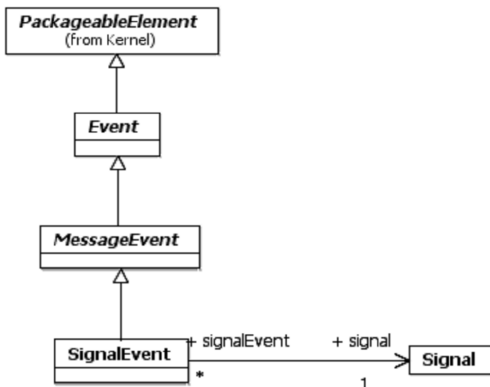 PackageableElement
(from Kernel)
Event
MessageEvent
+ signalEvent + signal
SignalEvent
Signal
* 1